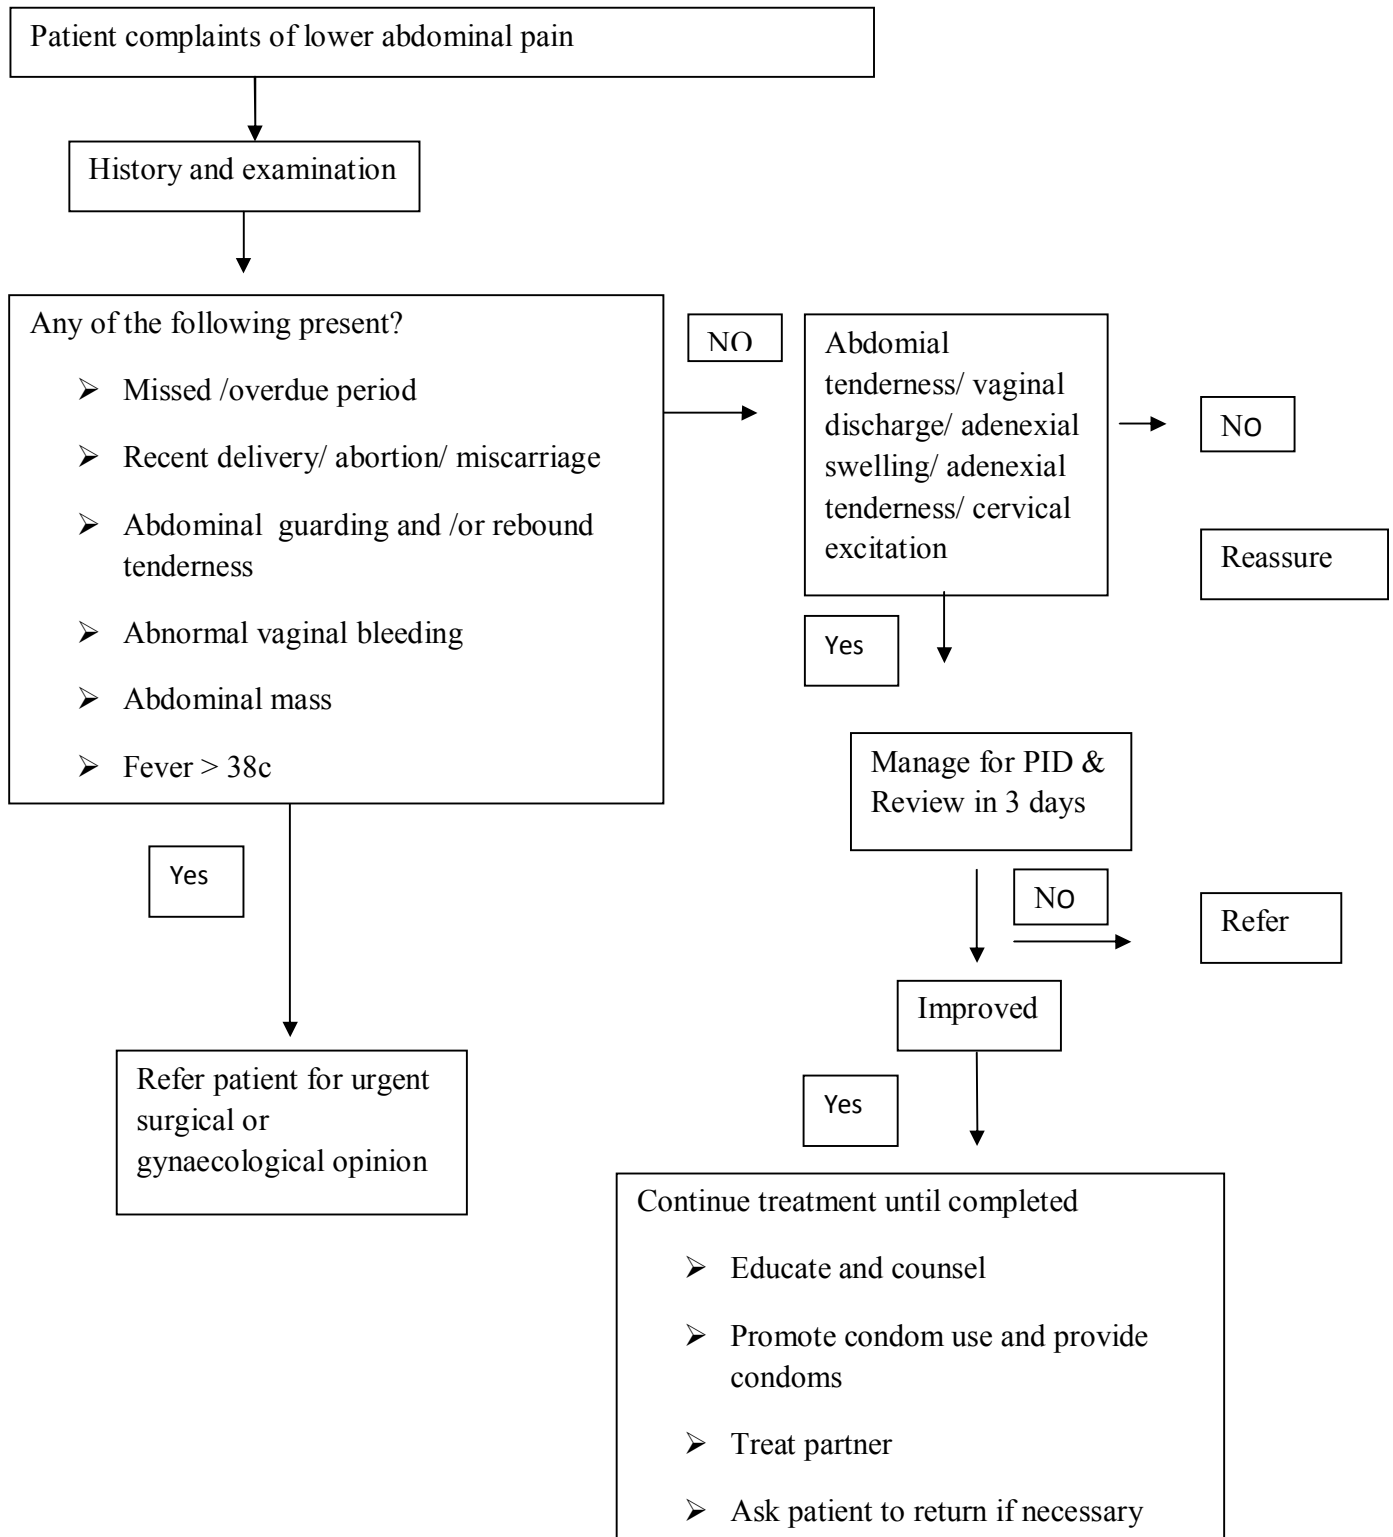 Patient complaints of lower abdominal pain
History and examination
Any of the following present?
➢ Missed /overdue period
➢ Recent delivery/ abortion/ miscarriage
➢ Abdominal guarding and /or rebound
tenderness
➢ Abnormal vaginal bleeding
➢ Abdominal mass
➢ Fever > 38c
NO
Abdomial
tenderness/ vaginal
discharge/ adenexial
swelling/ adenexial
tenderness/ cervical
excitation
NO
Reassure
Yes
Manage for PID &
Review in 3 days
Yes
NO
Refer
Improved
Refer patient for urgent
surgical or
gynaecological opinion
Yes
Continue treatment until completed
➢ Educate and counsel
➢ Promote condom use and provide
condoms
➢ Treat partner
➢ Ask patient to return if necessary